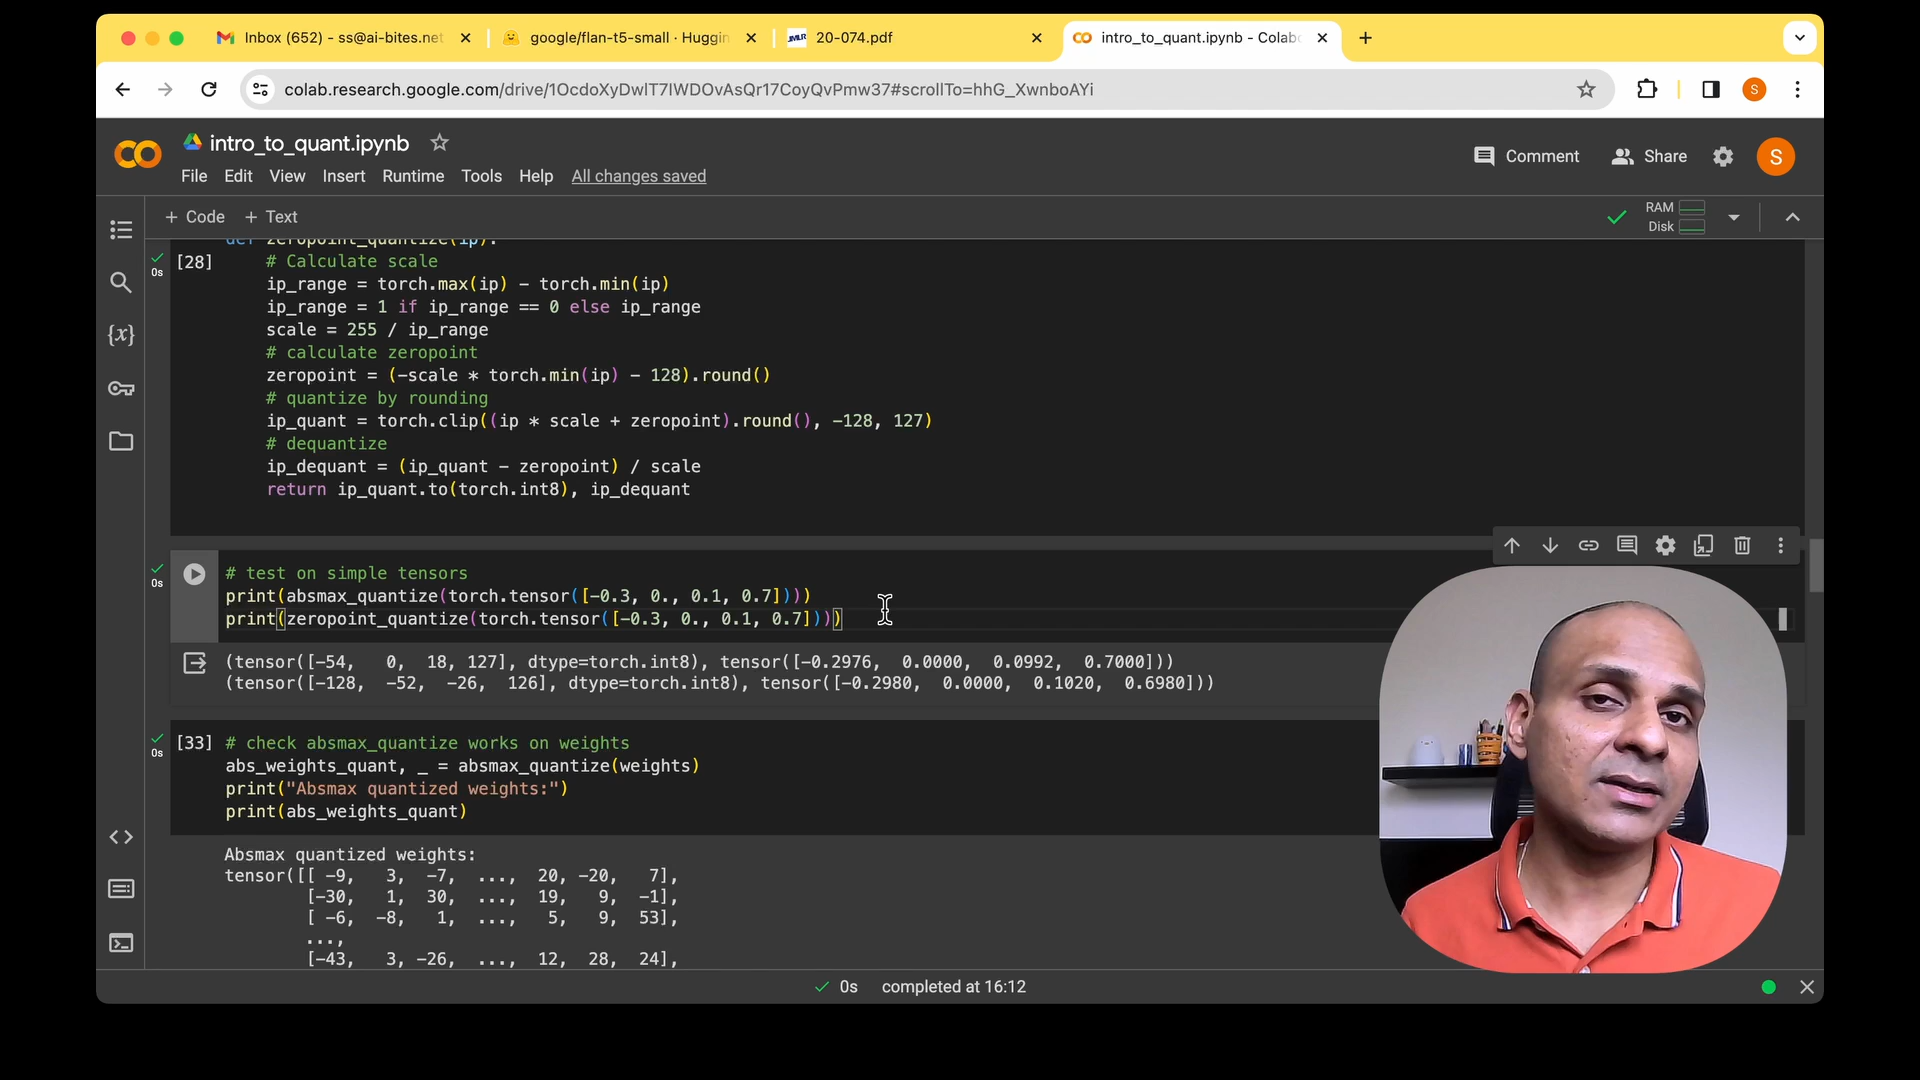 Inbox (652) - ss@ai-bites.net
google/flan-t5-small · Huggin
JMLR 20-074.pdf
intro_to_quant.ipynb - Colab
colab.research.google.com/drive/1OcdoXyDwlT7IWDOvAsQr17CoyQvPmw37#scrollTo=hhG_XwnboAYi
S
intro_to_quant.ipynb
Comment
Share
S
File Edit View Insert Runtime Tools Help All changes saved
+ Code + Text
RAM
Disk
def zeropoint_quantize(ip):
0s
[28]
# Calculate scale
ip_range = torch.max(ip) - torch.min(ip)
ip_range = 1 if ip_range == 0 else ip_range
scale = 255 / ip_range
# calculate zeropoint
zeropoint = (-scale * torch.min(ip) - 128).round()
# quantize by rounding
ip_quant = torch.clip((ip * scale + zeropoint).round(), -128, 127)
# dequantize
ip_dequant = (ip_quant - zeropoint) / scale
return ip_quant.to(torch.int8), ip_dequant
0s
# test on simple tensors
print(absmax_quantize(torch.tensor([-0.3, 0., 0.1, 0.7])))
print(zeropoint_quantize(torch.tensor([-0.3, 0., 0.1, 0.7])))
(tensor([-54, 0, 18, 127], dtype=torch.int8), tensor([-0.2976, 0.0000, 0.0992, 0.7000]))
(tensor([-128, -52, -26, 126], dtype=torch.int8), tensor([-0.2980, 0.0000, 0.1020, 0.6980]))
0s
[33]
# check absmax_quantize works on weights
abs_weights_quant, _ = absmax_quantize(weights)
print("Absmax quantized weights:")
print(abs_weights_quant)
Absmax quantized weights:
tensor([[ -9, 3, -7, ..., 20, -20, 7],
[-30, 1, 30, ..., 19, 9, -1],
[ -6, -8, 1, ..., 5, 9, 53],
...,
[-43, 3, -26, ..., 12, 28, 24],
0s completed at 16:12